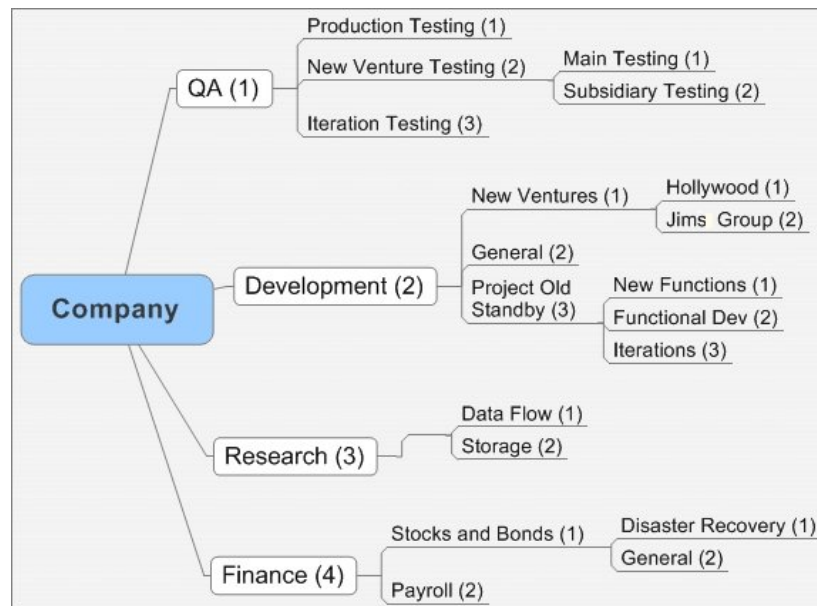 Production Testing (1)
New Venture Testing (2)
Main Testing (1)
Subsidiary Testing (2)
QA (1)
Iteration Testing (3)
New Ventures (1)
Hollywood (1)
Jims Group (2)
General (2)
Development (2)
Project Old
Standby (3)
New Functions (1)
Functional Dev (2)
Iterations (3)
Company
Data Flow (1)
Storage (2)
Research (3)
Stocks and Bonds (1)
Disaster Recovery (1)
General (2)
Finance (4)
Payroll (2)